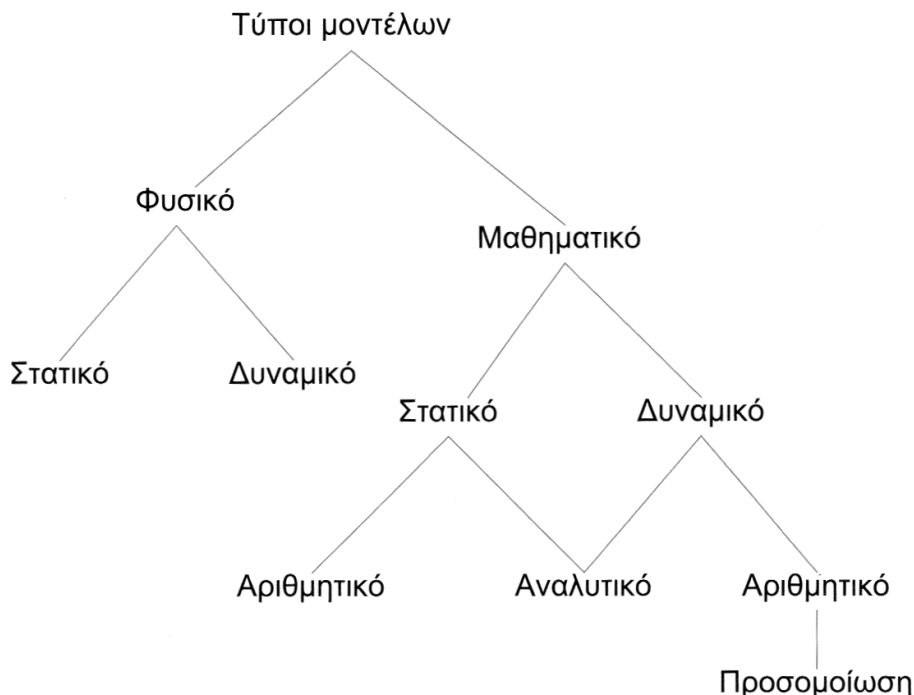 Τύποι μοντέλων
Φυσικό
Μαθηματικό
Στατικό
Δυναμικό
Στατικό
Δυναμικό
Αριθμητικό
Αναλυτικό
Αριθμητικό
Προσομοίωση